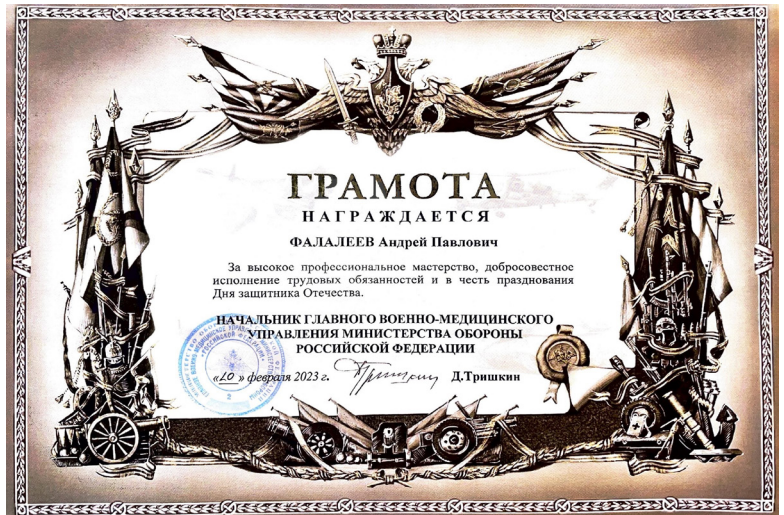 ГРАМОТА
НАГРАЖДАЕТСЯ
ФАЛАЛЕЕВ Андрей Павлович
За высокое профессиональное мастерство, добросовестное
исполнение трудовых обязанностей и в честь празднования
Дня защитника Отечества.
НАЧАЛЬНИК ГЛАВНОГО ВОЕННО-МЕДИЦИНСКОГО
УПРАВЛЕНИЯ МИНИСТЕРСТВА ОБОРОНЫ
РОССИЙСКОЙ ФЕДЕРАЦИИ
«20» февраля 2023 г. Д.Тришкин